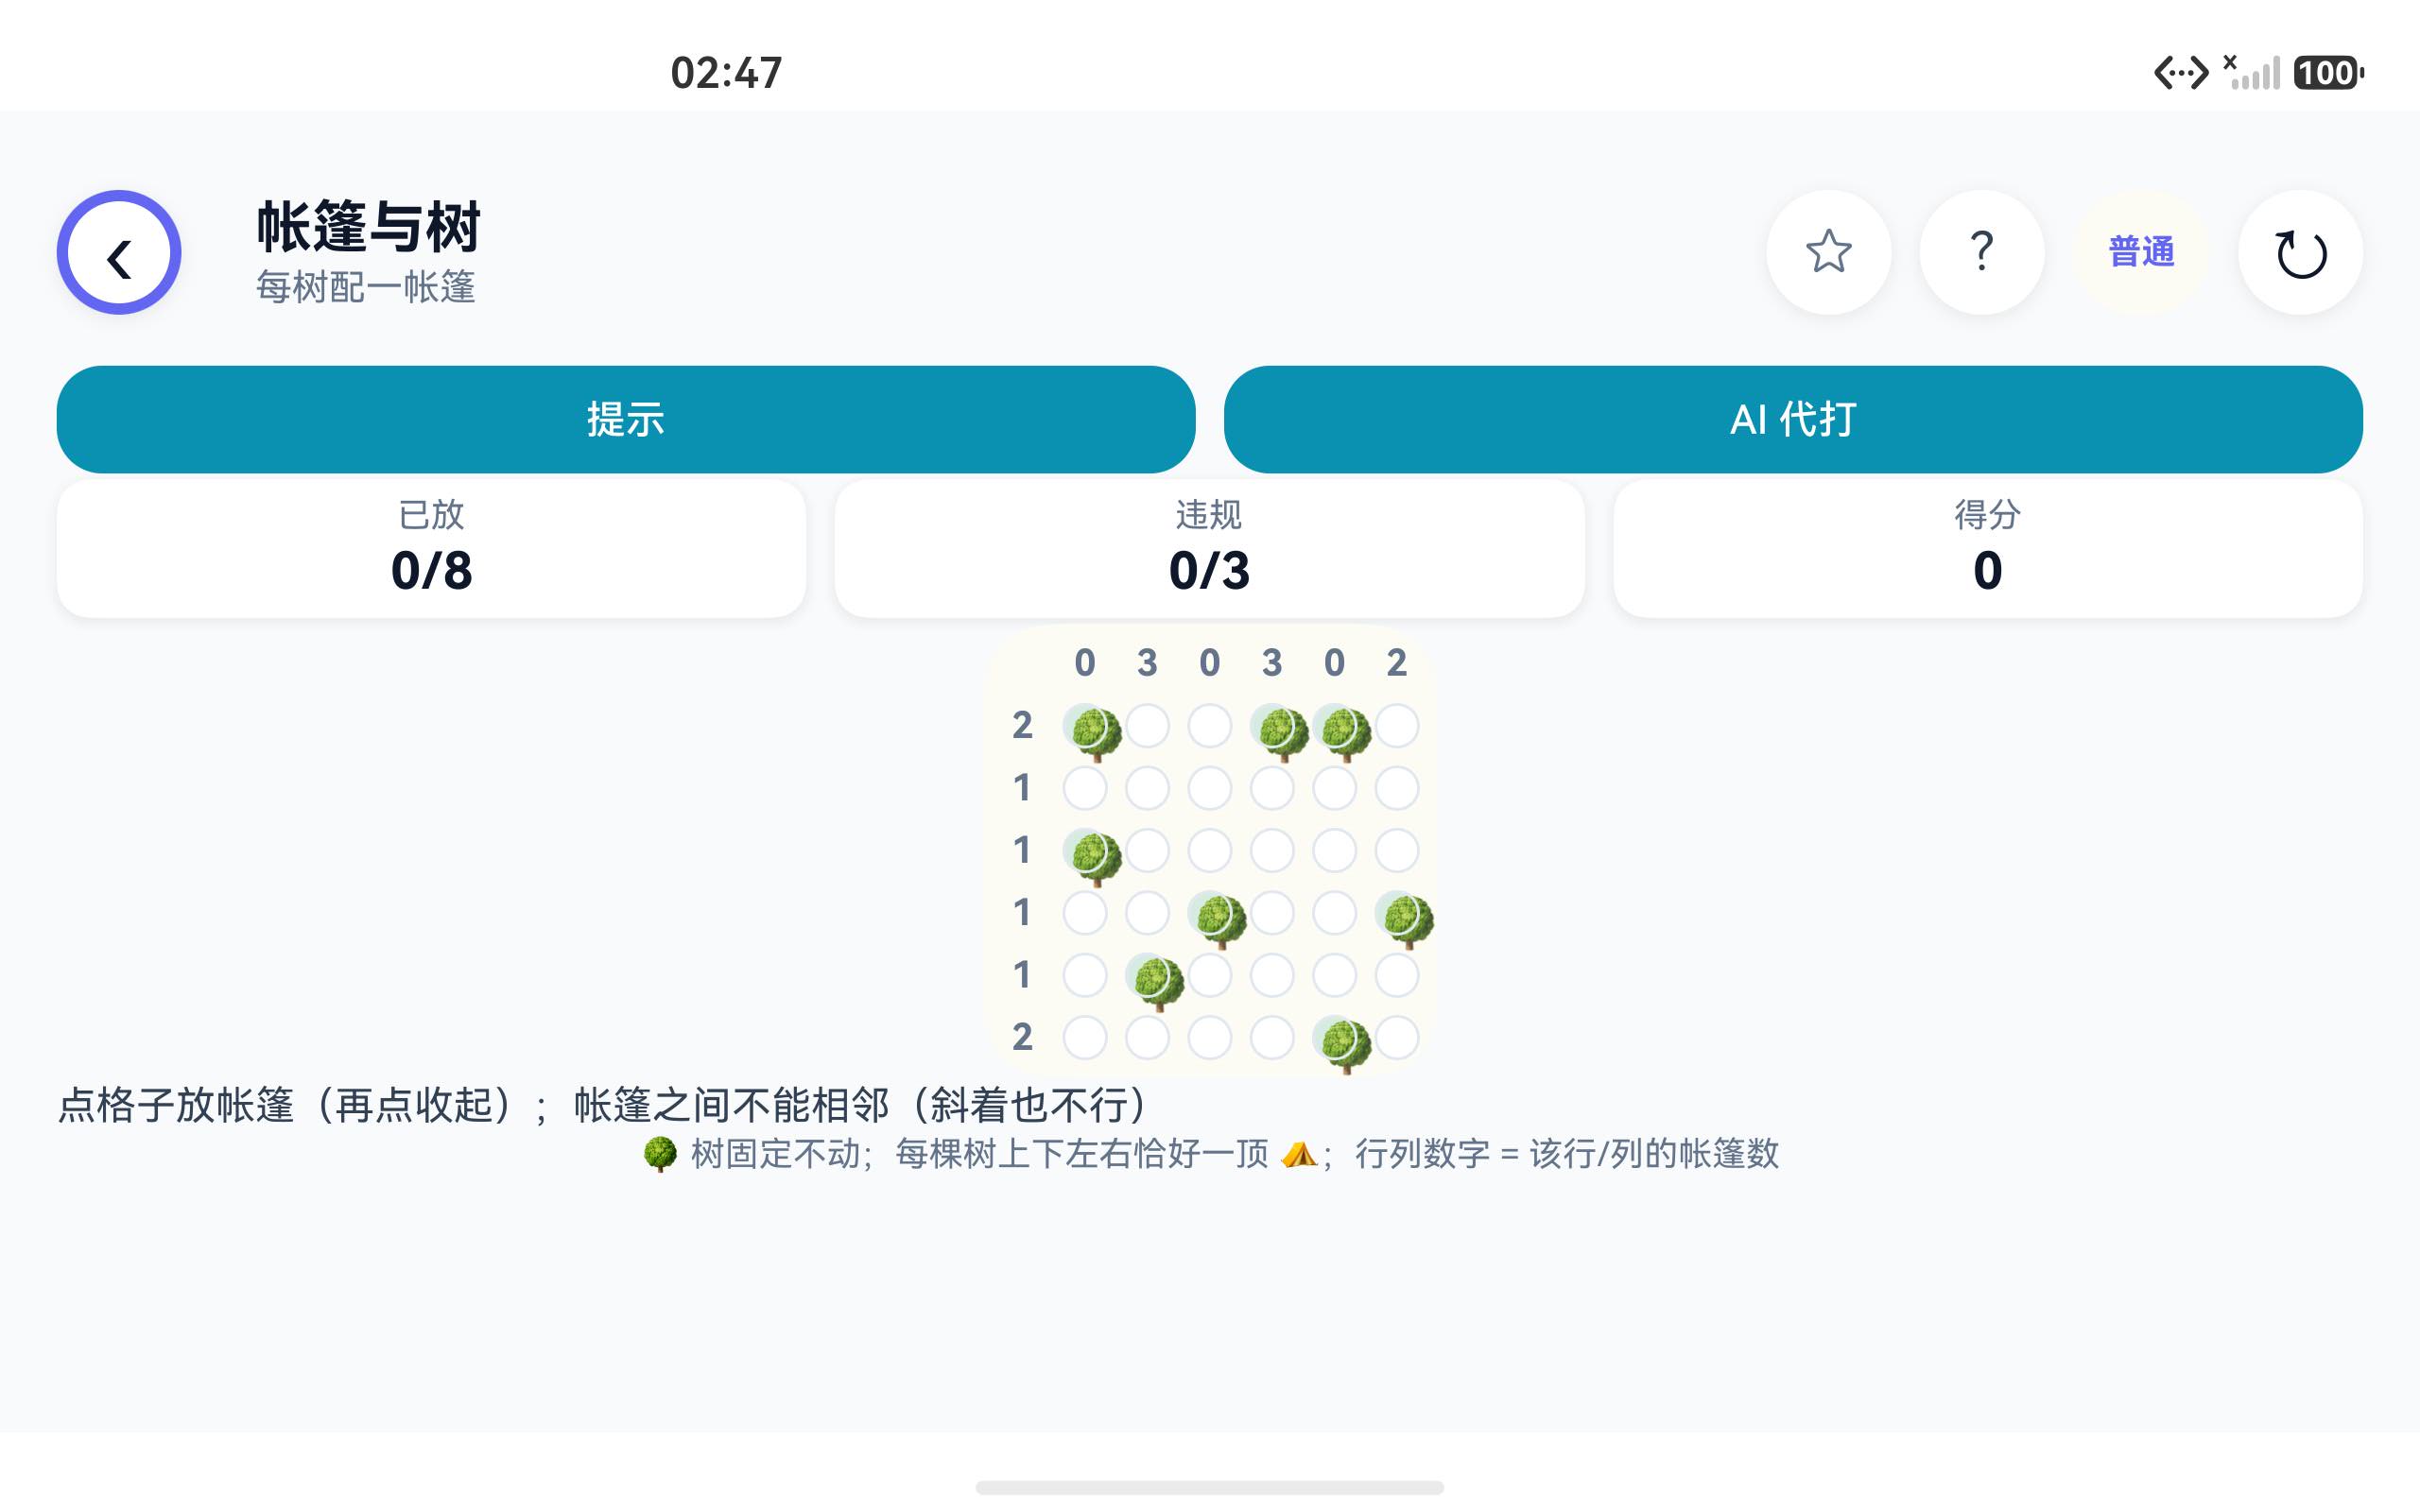 02:47
100
帐篷与树
每树配一帐篷
?
普通
提示
AI 代打
已放
0/8
违规
0/3
得分
0
0 3 0 3 0 2
2
1
1
1
1
2
点格子放帐篷（再点收起）；帐篷之间不能相邻（斜着也不行）
树固定不动；每棵树上下左右恰好一顶 ；行列数字 = 该行/列的帐篷数